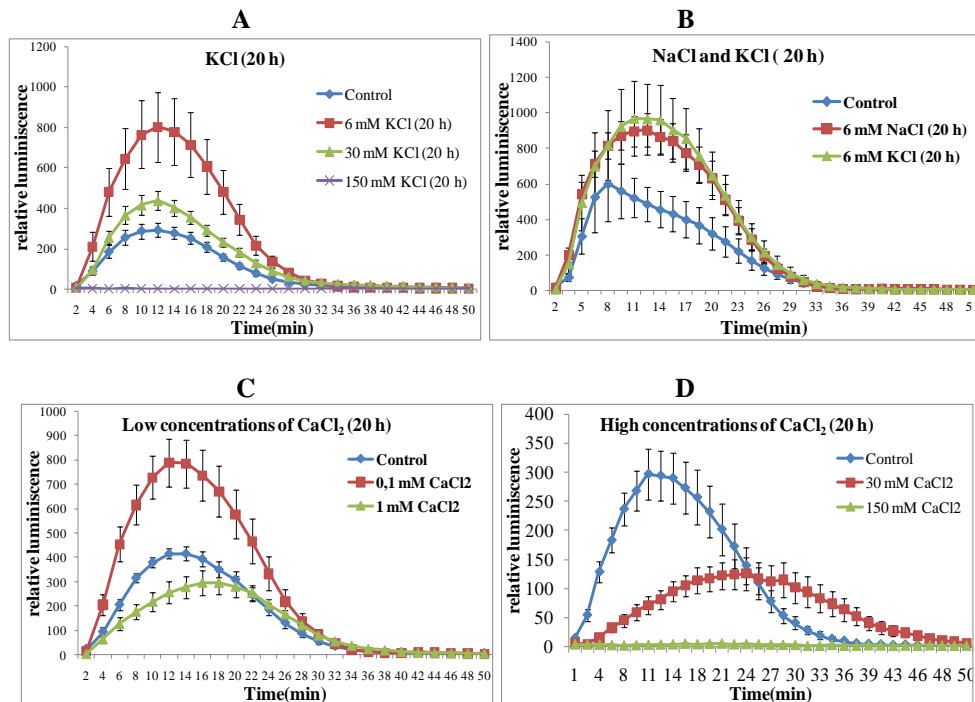 A
KCl (20 h)
relative luminiscence
1200
1000
800
600
400
200
0
Control
6 mM KCl (20 h)
30 mM KCl (20 h)
150 mM KCl (20 h)
2 4 6 8 10 12 14 16 18 20 22 24 26 28 30 32 34 36 38 40 42 44 46 48 50
Time(min)
B
NaCl and KCl ( 20 h)
relative luminiscence
1400
1200
1000
800
600
400
200
0
Control
6 mM NaCl (20 h)
6 mM KCl (20 h)
2 5 8 11 14 17 20 23 26 29 33 36 39 42 45 48 51
Time(min)
C
Low concentrations of CaCl₂ (20 h)
relative luminiscence
1000
900
800
700
600
500
400
300
200
100
0
Control
0,1 mM CaCl2
1 mM CaCl2
2 4 6 8 10 12 14 16 18 20 22 24 26 28 30 32 34 36 38 40 42 44 46 48 50
Time(min)
D
High concentrations of CaCl₂ (20 h)
relative luminiscence
400
350
300
250
200
150
100
50
0
Control
30 mM CaCl2
150 mM CaCl2
1 4 8 11 14 18 21 24 27 30 33 36 39 43 46 50
Time(min)